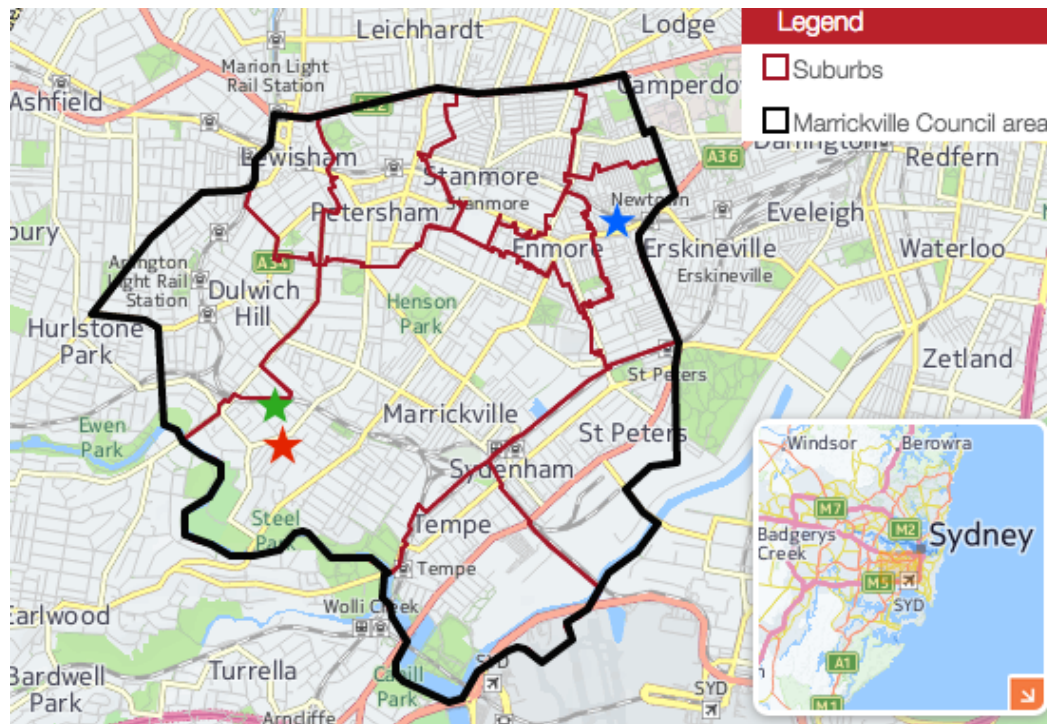 Leichhardt
Lodge
Legend
Marion Light
Rail Station
Suburbs
Ashfield
Camperdo
Marrickville Council area
Lewisham
Darlington
A36
Redfern
Stanmore
Newtown
Stanmore
Petersham
Eveleigh
bury
Enmore
Erskineville
Waterloo
A34
Erskineville
Arlington
Light Rail
Station
Dulwich
Hill
Henson
Park
Hurlstone
Park
Zetland
St Peters
Marrickville
Ewen
Park
St Peters
Windsor
Berowra
Sydenham
M7
Steel
Park
Tempe
M2
Badgerys
Creek
Sydney
Tempe
M5
Wolli Creek
SYD
Earlwood
Turrella
SYD
A1
Bardwell
Park
Cahill
Park
SYD
M1
Arncliffe